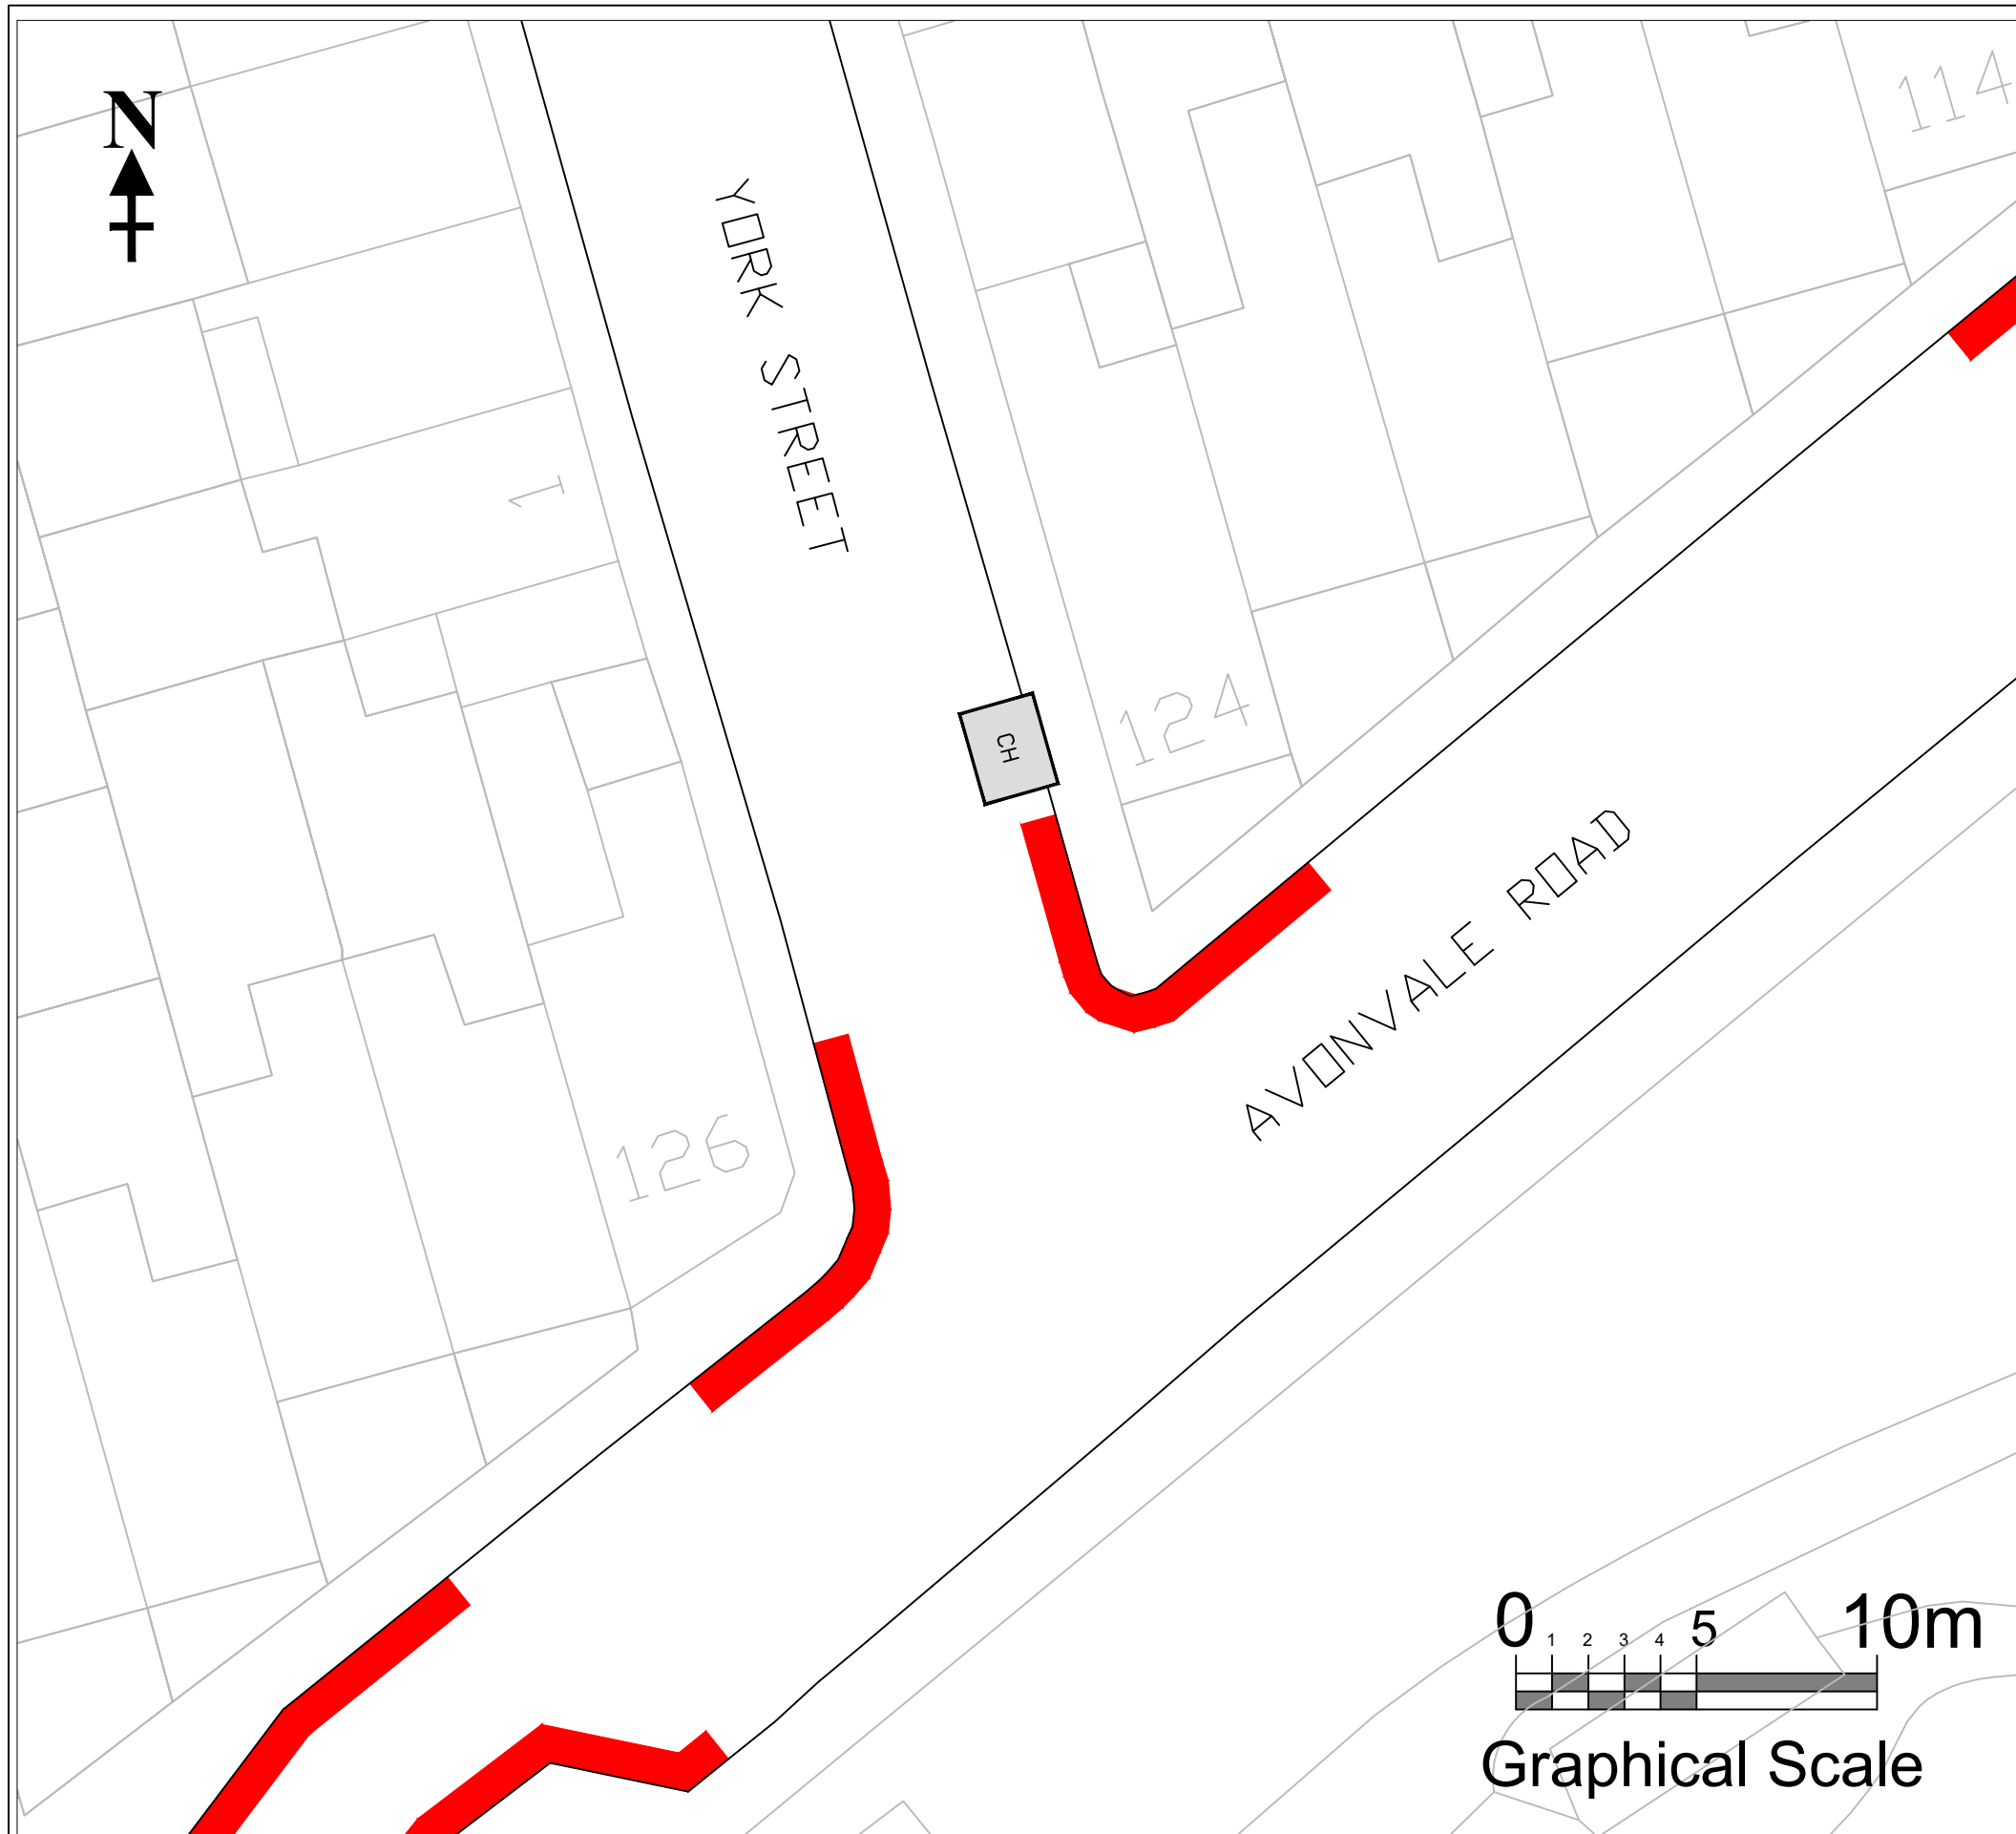 N
114
YORK STREET
1
CH
124
AVONVALE ROAD
126
0 1 2 3 4 5 10m
Graphical Scale